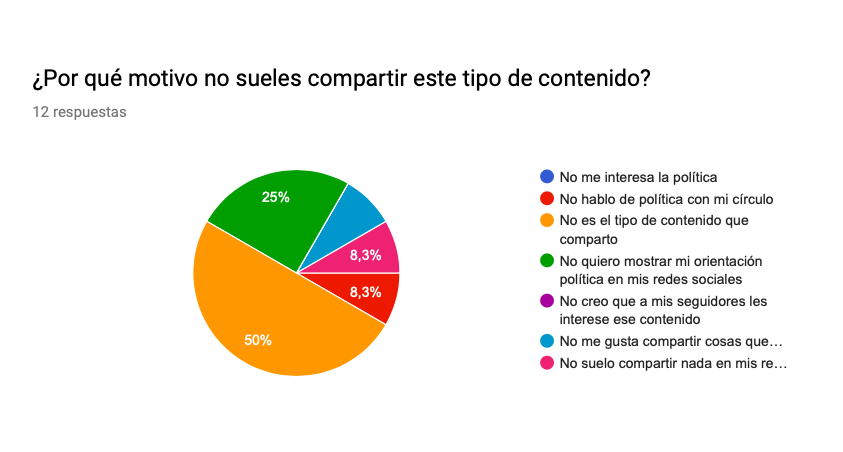 ¿Por qué motivo no sueles compartir este tipo de contenido?
12 respuestas
25%
8,3%
8,3%
50%
No me interesa la política
No hablo de política con mi círculo
No es el tipo de contenido que
comparto
No quiero mostrar mi orientación
política en mis redes sociales
No creo que a mis seguidores les
interese ese contenido
No me gusta compartir cosas que…
No suelo compartir nada en mis re…